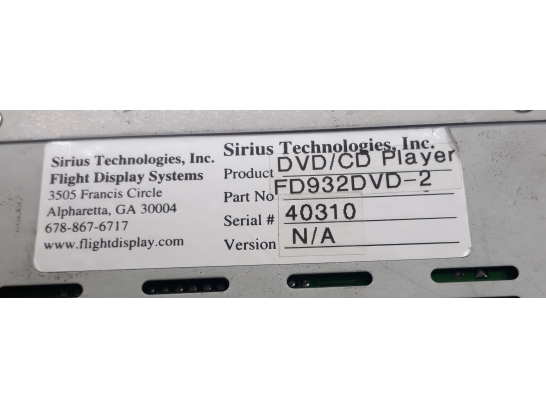 Sirius Technologies, Inc.
Flight Display Systems
3505 Francis Circle
Alpharetta, GA 30004
678-867-6717
www.flightdisplay.com
Sirius Technologies, Inc.
Product DVD/CD Player
Part No FD932DVD-2
Serial # 40310
Version N/A